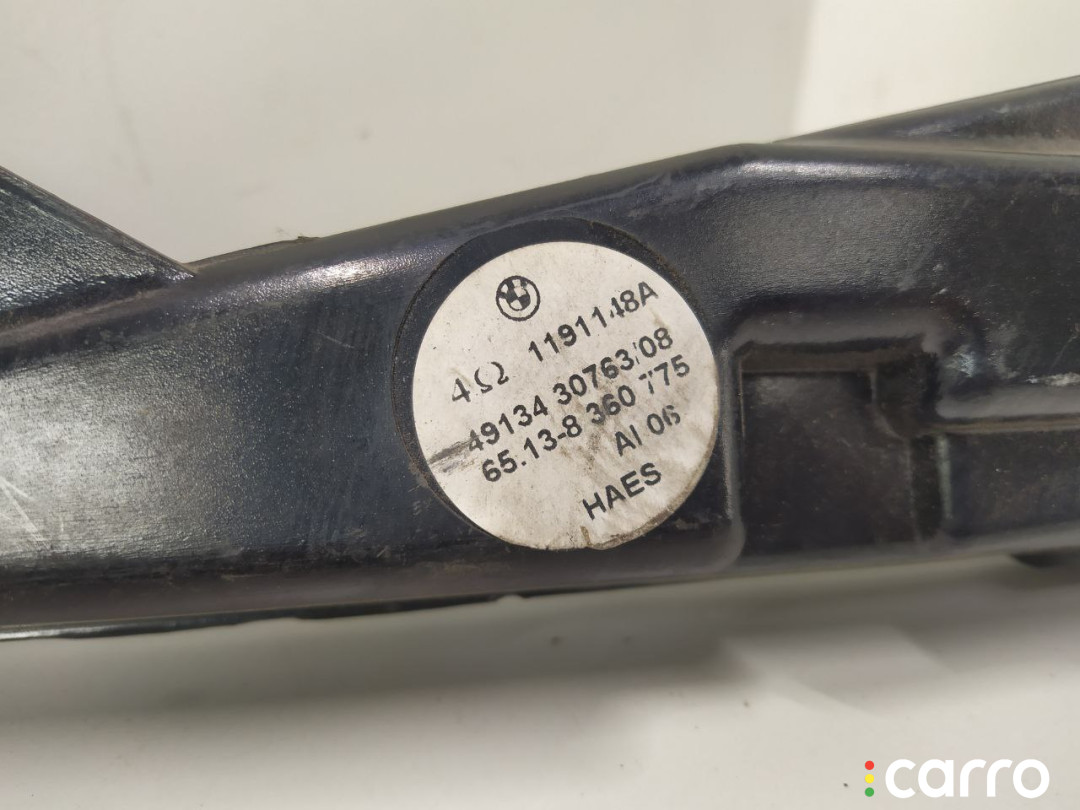 4Ω 1191148A
49134 30763/08
65.13-8 360 775
AI 06
HAES
carro